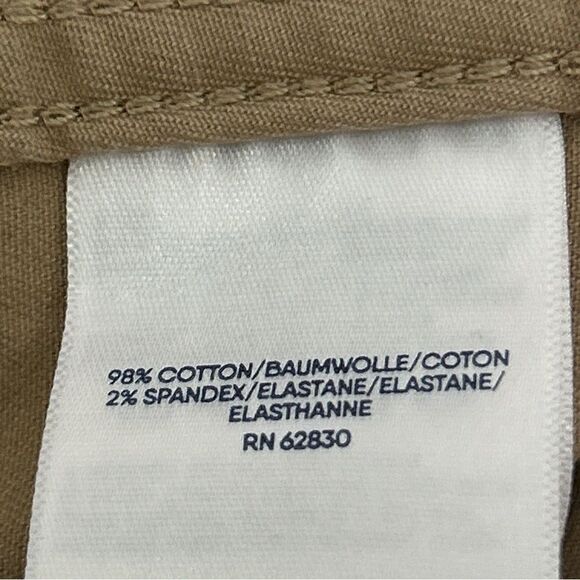 98% COTTON/BAUMWOLLE/COTON
2% SPANDEX/ELASTANE/ELASTANE/
ELASTHANNE
RN 62830